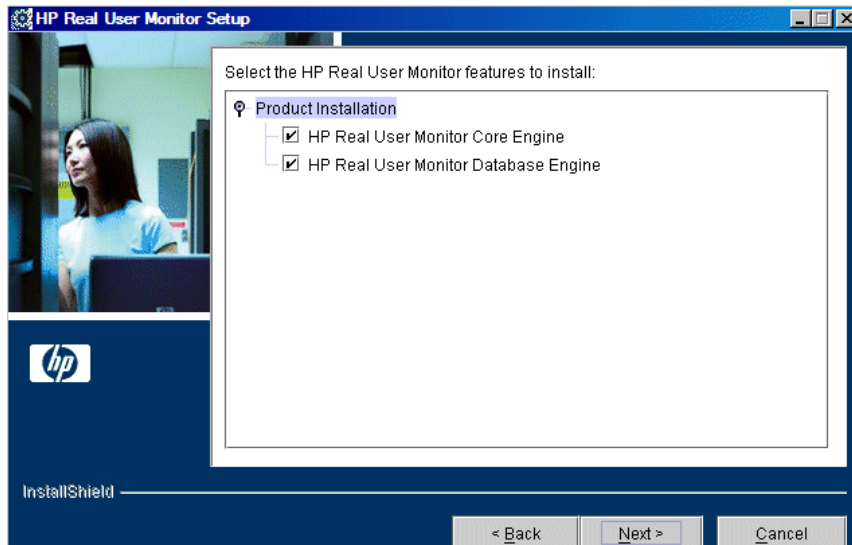 HP Real User Monitor Setup
Select the HP Real User Monitor features to install:
Product Installation
HP Real User Monitor Core Engine
HP Real User Monitor Database Engine
hp
InstallShield
< Back
Next >
Cancel